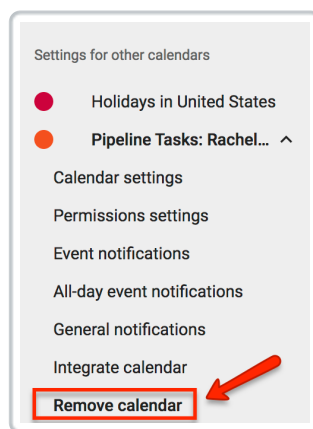 Settings for other calendars
Holidays in United States
Pipeline Tasks: Rachel...
Calendar settings
Permissions settings
Event notifications
All-day event notifications
General notifications
Integrate calendar
Remove calendar